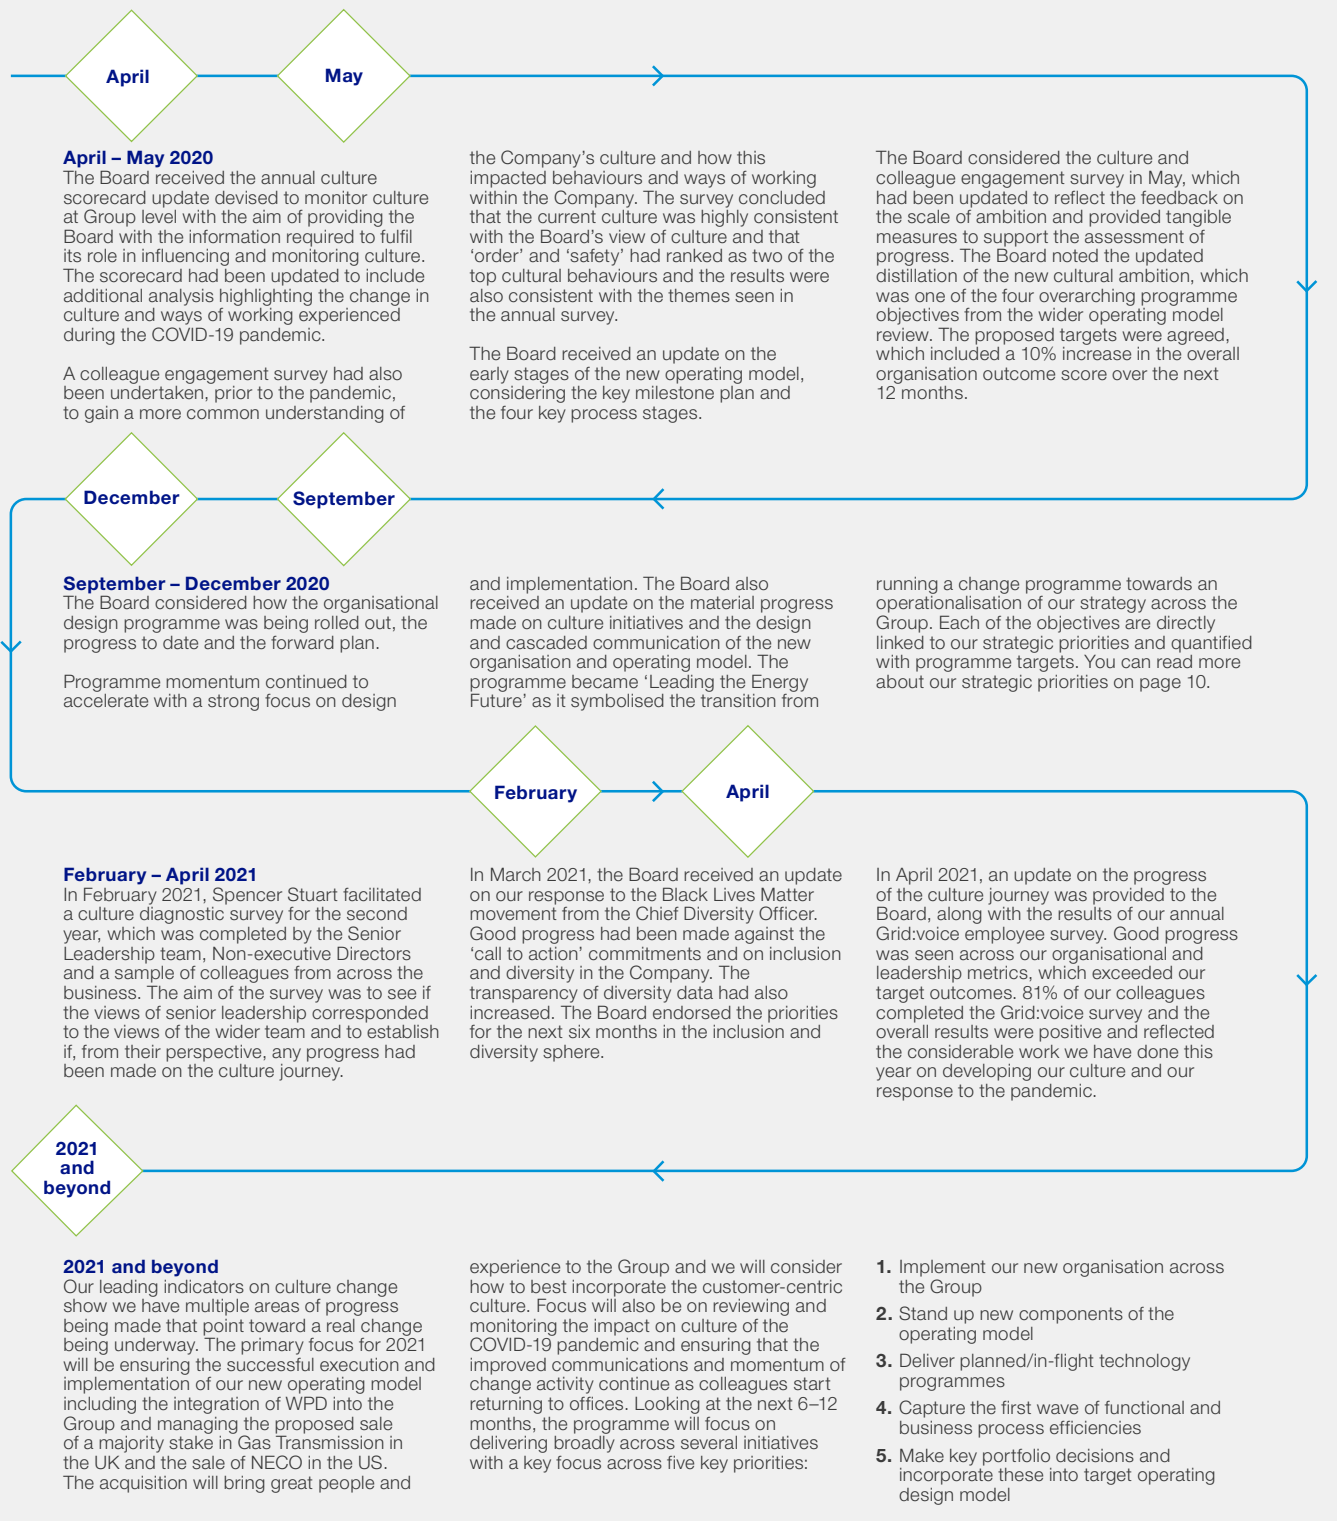 April
May
April – May 2020
The Board received the annual culture
scorecard update devised to monitor culture
at Group level with the aim of providing the
Board with the information required to fulfil
its role in influencing and monitoring culture.
The scorecard had been updated to include
additional analysis highlighting the change in
culture and ways of working experienced
during the COVID-19 pandemic.
A colleague engagement survey had also
been undertaken, prior to the pandemic,
to gain a more common understanding of
the Company’s culture and how this
impacted behaviours and ways of working
within the Company. The survey concluded
that the current culture was highly consistent
with the Board’s view of culture and that
‘order’ and ‘safety’ had ranked as two of the
top cultural behaviours and the results were
also consistent with the themes seen in
the annual survey.
The Board received an update on the
early stages of the new operating model,
considering the key milestone plan and
the four key process stages.
The Board considered the culture and
colleague engagement survey in May, which
had been updated to reflect the feedback on
the scale of ambition and provided tangible
measures to support the assessment of
progress. The Board noted the updated
distillation of the new cultural ambition, which
was one of the four overarching programme
objectives from the wider operating model
review. The proposed targets were agreed,
which included a 10% increase in the overall
organisation outcome score over the next
12 months.
December
September
September – December 2020
The Board considered how the organisational
design programme was being rolled out, the
progress to date and the forward plan.
Programme momentum continued to
accelerate with a strong focus on design
and implementation. The Board also
received an update on the material progress
made on culture initiatives and the design
and cascaded communication of the new
organisation and operating model. The
programme became ‘Leading the Energy
Future’ as it symbolised the transition from
running a change programme towards an
operationalisation of our strategy across the
Group. Each of the objectives are directly
linked to our strategic priorities and quantified
with programme targets. You can read more
about our strategic priorities on page 10.
February
April
February – April 2021
In February 2021, Spencer Stuart facilitated
a culture diagnostic survey for the second
year, which was completed by the Senior
Leadership team, Non-executive Directors
and a sample of colleagues from across the
business. The aim of the survey was to see if
the views of senior leadership corresponded
to the views of the wider team and to establish
if, from their perspective, any progress had
been made on the culture journey.
In March 2021, the Board received an update
on our response to the Black Lives Matter
movement from the Chief Diversity Officer.
Good progress had been made against the
‘call to action’ commitments and on inclusion
and diversity in the Company. The
transparency of diversity data had also
increased. The Board endorsed the priorities
for the next six months in the inclusion and
diversity sphere.
In April 2021, an update on the progress
of the culture journey was provided to the
Board, along with the results of our annual
Grid:voice employee survey. Good progress
was seen across our organisational and
leadership metrics, which exceeded our
target outcomes. 81% of our colleagues
completed the Grid:voice survey and the
overall results were positive and reflected
the considerable work we have done this
year on developing our culture and our
response to the pandemic.
2021
and
beyond
2021 and beyond
Our leading indicators on culture change
show we have multiple areas of progress
being made that point toward a real change
being underway. The primary focus for 2021
will be ensuring the successful execution and
implementation of our new operating model
including the integration of WPD into the
Group and managing the proposed sale
of a majority stake in Gas Transmission in
the UK and the sale of NECO in the US.
The acquisition will bring great people and
experience to the Group and we will consider
how to best incorporate the customer-centric
culture. Focus will also be on reviewing and
monitoring the impact on culture of the
COVID-19 pandemic and ensuring that the
improved communications and momentum of
change activity continue as colleagues start
returning to offices. Looking at the next 6–12
months, the programme will focus on
delivering broadly across several initiatives
with a key focus across five key priorities:
1. Implement our new organisation across
the Group
2. Stand up new components of the
operating model
3. Deliver planned/in-flight technology
programmes
4. Capture the first wave of functional and
business process efficiencies
5. Make key portfolio decisions and
incorporate these into target operating
design model